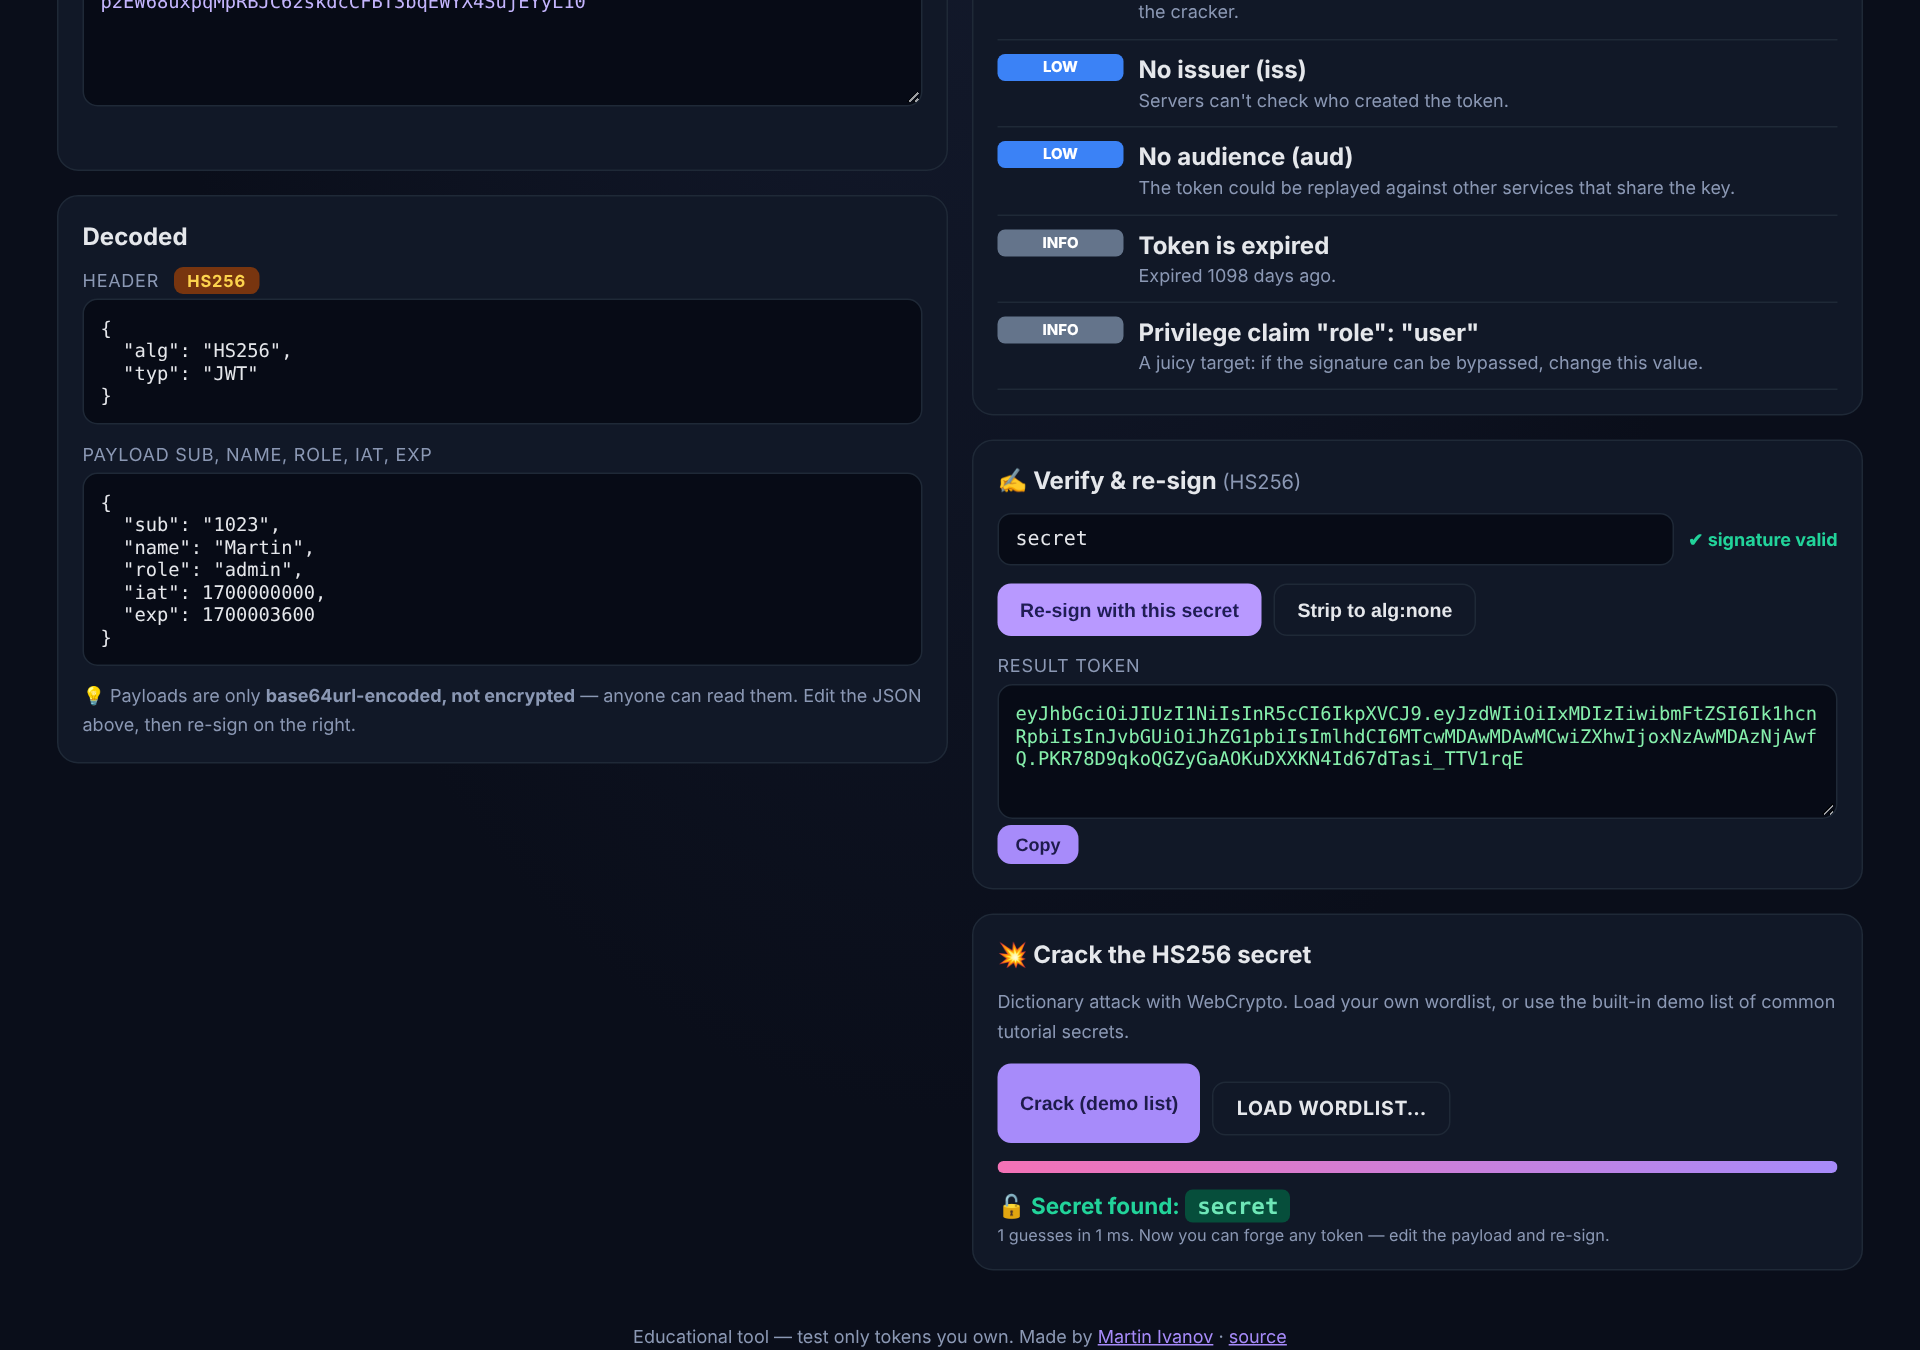 the cracker.
LOW
No issuer (iss)
Servers can't check who created the token.
LOW
No audience (aud)
The token could be replayed against other services that share the key.
INFO
Token is expired
Expired 1098 days ago.
INFO
Privilege claim "role": "user"
A juicy target: if the signature can be bypassed, change this value.
Decoded
HEADER HS256
{
"alg": "HS256",
"typ": "JWT"
}
PAYLOAD SUB, NAME, ROLE, IAT, EXP
{
"sub": "1023",
"name": "Martin",
"role": "admin",
"iat": 1700000000,
"exp": 1700003600
}
💡 Payloads are only base64url-encoded, not encrypted — anyone can read them. Edit the JSON
above, then re-sign on the right.
✍️ Verify & re-sign (HS256)
secret
✔ signature valid
Re-sign with this secret
Strip to alg:none
RESULT TOKEN
eyJhbGciOiJIUzI1NiIsInR5cCI6IkpXVCJ9.eyJzdWIiOiIxMDIzIiwibmFtZSI6Ik1hcn
RpbiIsInJvbGUiOiJhZG1pbiIsImlhdCI6MTcwMDAwMDAwMCwiZXhwIjoxNzAwMDAzNjAwf
Q.PKR78D9qkoQGZyGaAOKuDXXKN4Id67dTasi_TTV1rqE
Copy
💥 Crack the HS256 secret
Dictionary attack with WebCrypto. Load your own wordlist, or use the built-in demo list of common
tutorial secrets.
Crack (demo list)
LOAD WORDLIST...
🔓 Secret found: secret
1 guesses in 1 ms. Now you can forge any token — edit the payload and re-sign.
Educational tool — test only tokens you own. Made by Martin Ivanov · source